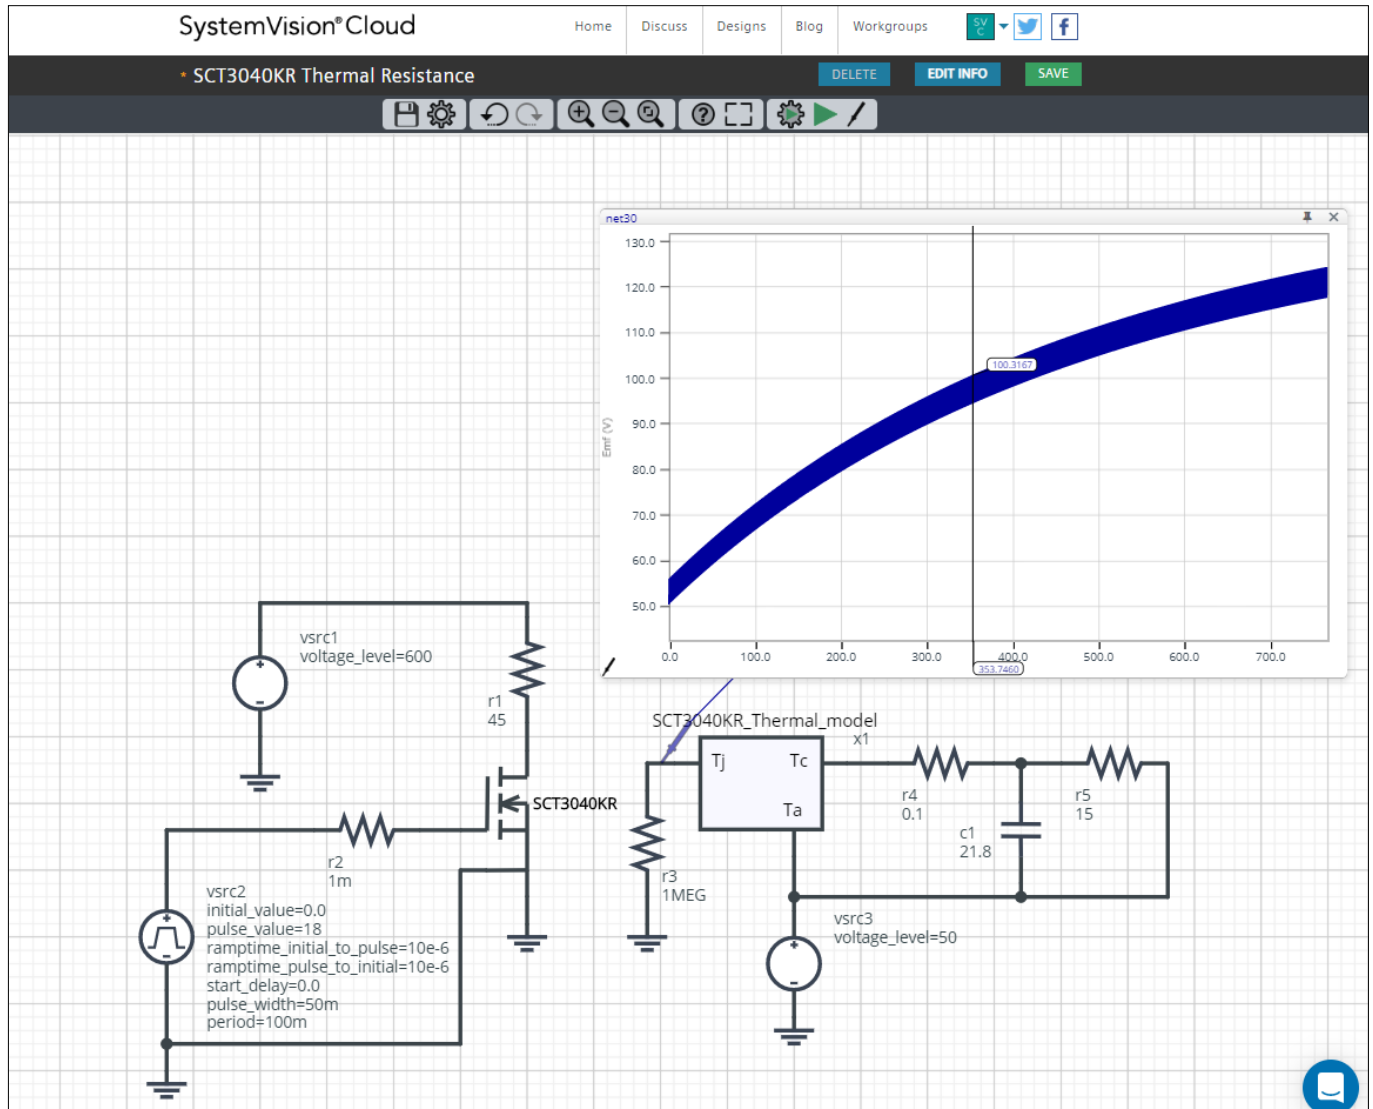 SystemVision® Cloud
Home
Discuss
Designs
Blog
Workgroups
SV
C
* SCT3040KR Thermal Resistance
DELETE
EDIT INFO
SAVE
net30
130.0
120.0
110.0
100.0
90.0
80.0
70.0
60.0
50.0
Emf (V)
100.3167
0.0
100.0
200.0
300.0
400.0
500.0
600.0
700.0
353.7460
vsrc1
voltage_level=600
r1
45
SCT3040KR
r2
1m
vsrc2
initial_value=0.0
pulse_value=18
ramptime_initial_to_pulse=10e-6
ramptime_pulse_to_initial=10e-6
start_delay=0.0
pulse_width=50m
period=100m
SCT3040KR_Thermal_model
x1
Tj
Tc
Ta
r3
1MEG
r4
0.1
c1
21.8
r5
15
vsrc3
voltage_level=50